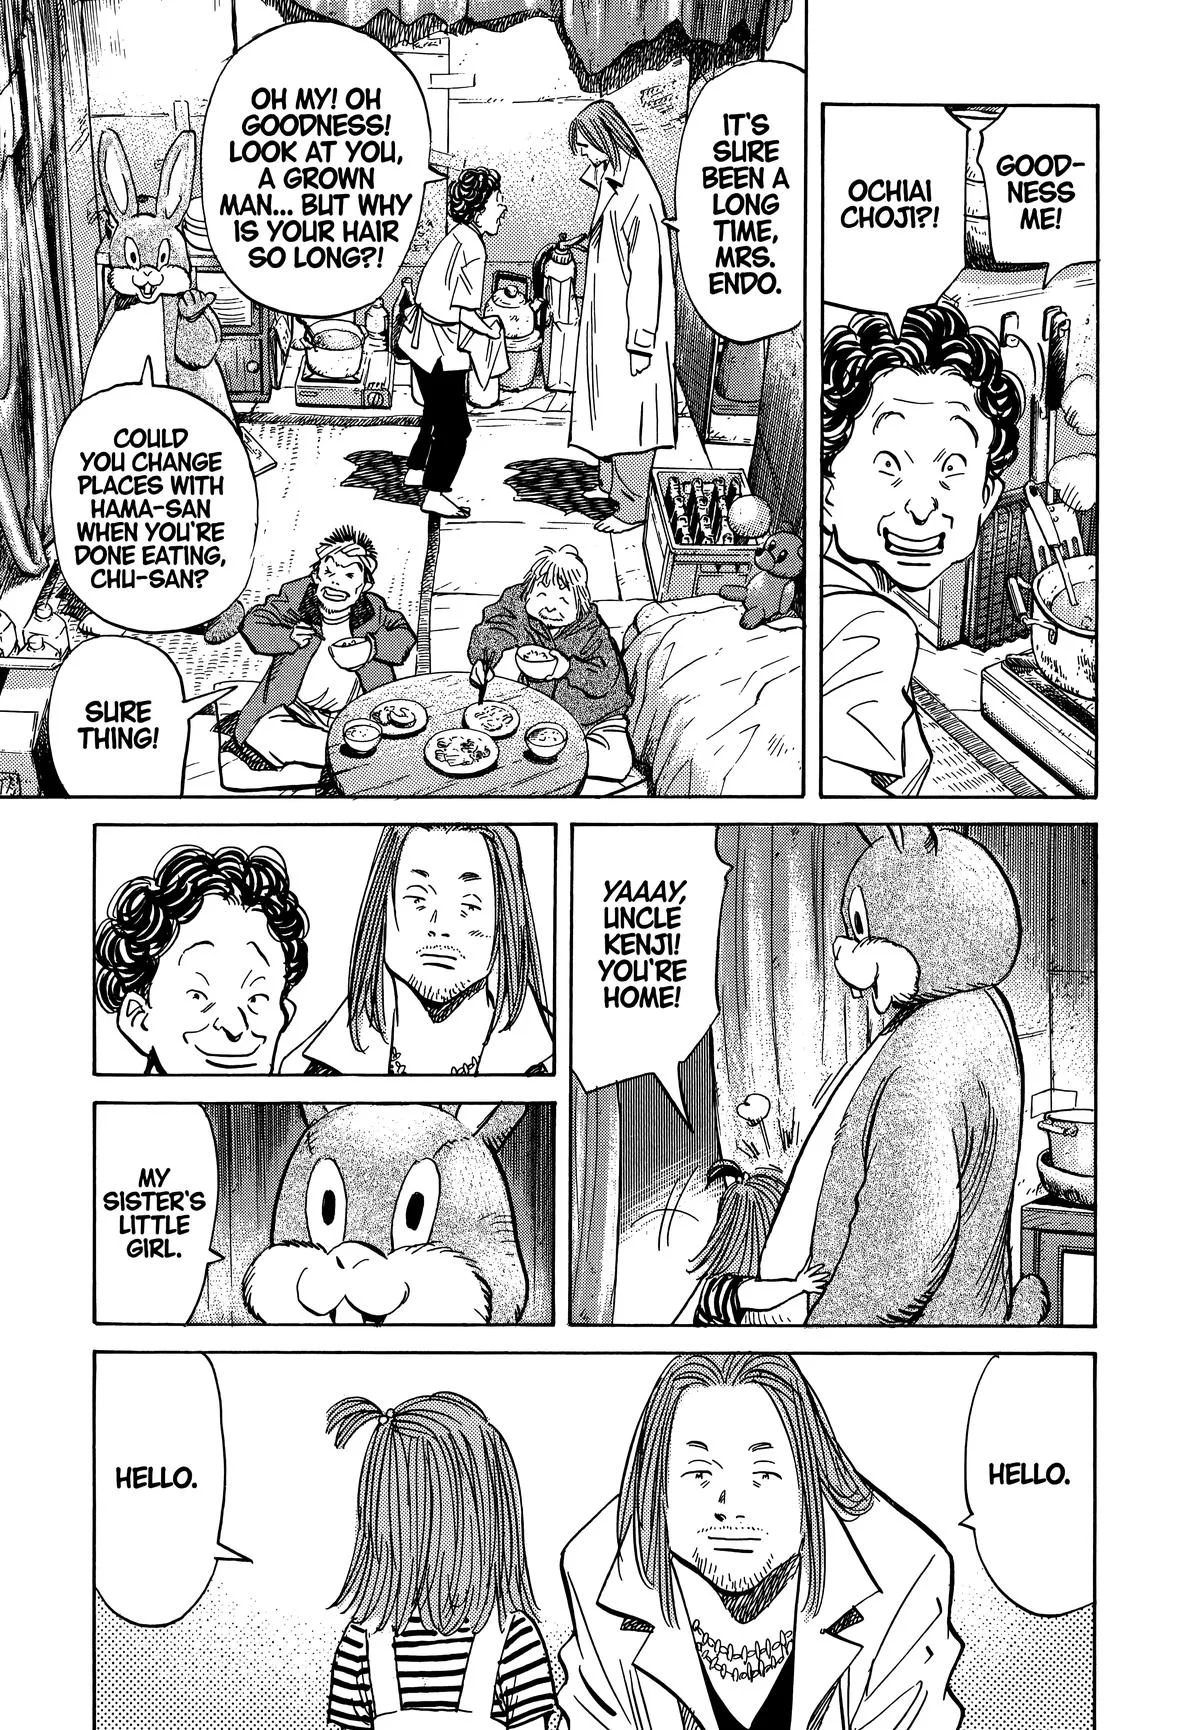 GOOD-
NESS
ME!
OCHIAI
CHOJI?!
IT'S
SURE
BEEN A
LONG
TIME,
MRS.
ENDO.
OH MY! OH
GOODNESS!
LOOK AT YOU,
A GROWN
MAN... BUT WHY
IS YOUR HAIR
SO LONG?!
COULD
YOU CHANGE
PLACES WITH
HAMA-SAN
WHEN YOU'RE
DONE EATING,
CHU-SAN?
SURE
THING!
YAAAY,
UNCLE
KENJI!
YOU'RE
HOME!
MY
SISTER'S
LITTLE
GIRL.
HELLO.
HELLO.